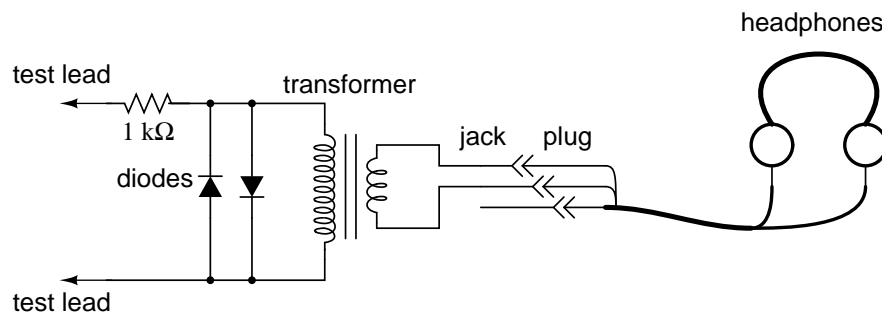 headphones
test lead
transformer
1 kΩ
jack
plug
diodes
test lead